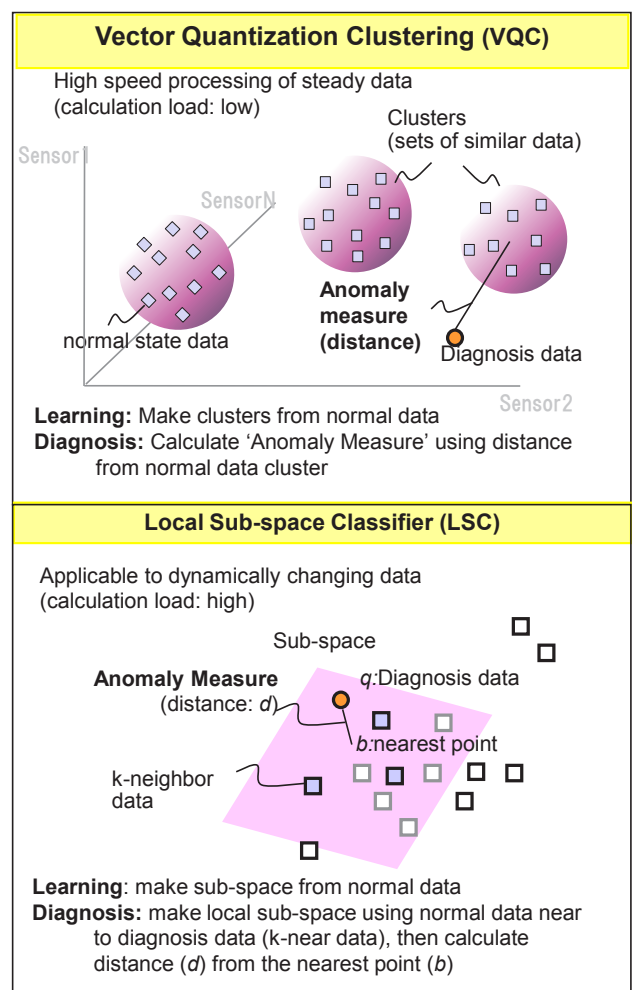 Vector Quantization Clustering (VQC)
High speed processing of steady data
(calculation load: low)
Clusters
(sets of similar data)
Sensor1
SensorN
Anomaly
measure
(distance)
normal state data
Diagnosis data
Sensor2
Learning: Make clusters from normal data
Diagnosis: Calculate ‘Anomaly Measure’ using distance
from normal data cluster
Local Sub-space Classifier (LSC)
Applicable to dynamically changing data
(calculation load: high)
Sub-space
Anomaly Measure
(distance: d)
q:Diagnosis data
b:nearest point
k-neighbor
data
Learning: make sub-space from normal data
Diagnosis: make local sub-space using normal data near
to diagnosis data (k-near data), then calculate
distance (d) from the nearest point (b)